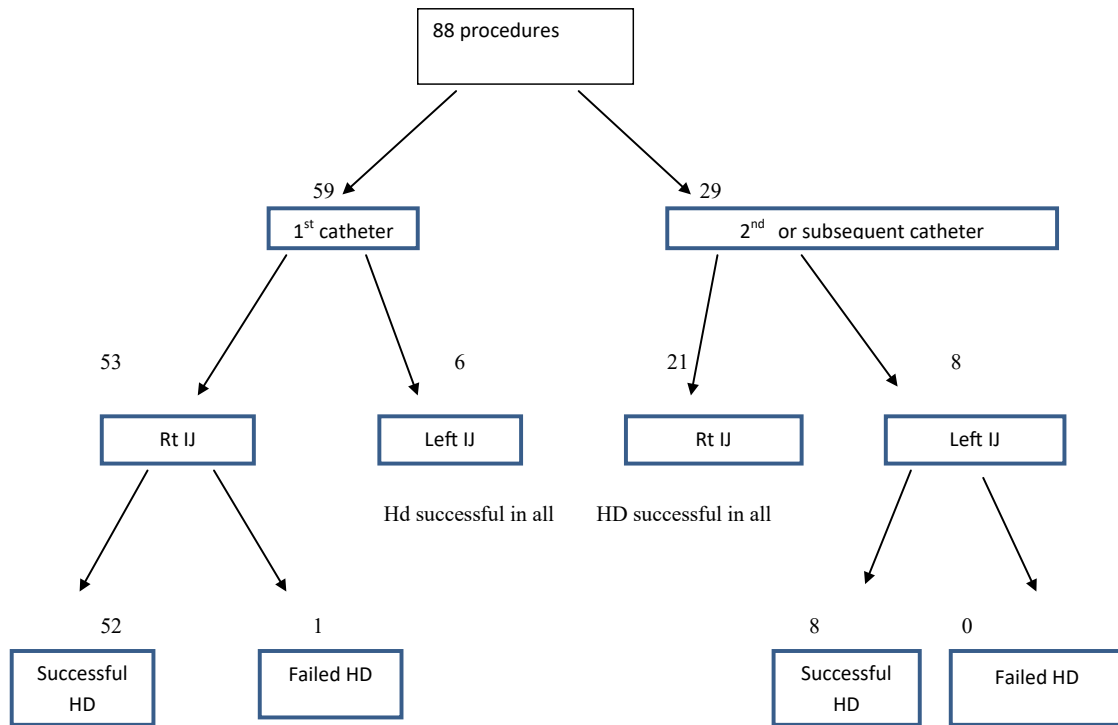 88 procedures
59 29
1st catheter 2nd or subsequent catheter
53 6 21 8
Rt IJ Left IJ Rt IJ Left IJ
Hd successful in all HD successful in all
52 1 8 0
Successful HD Failed HD Successful HD Failed HD